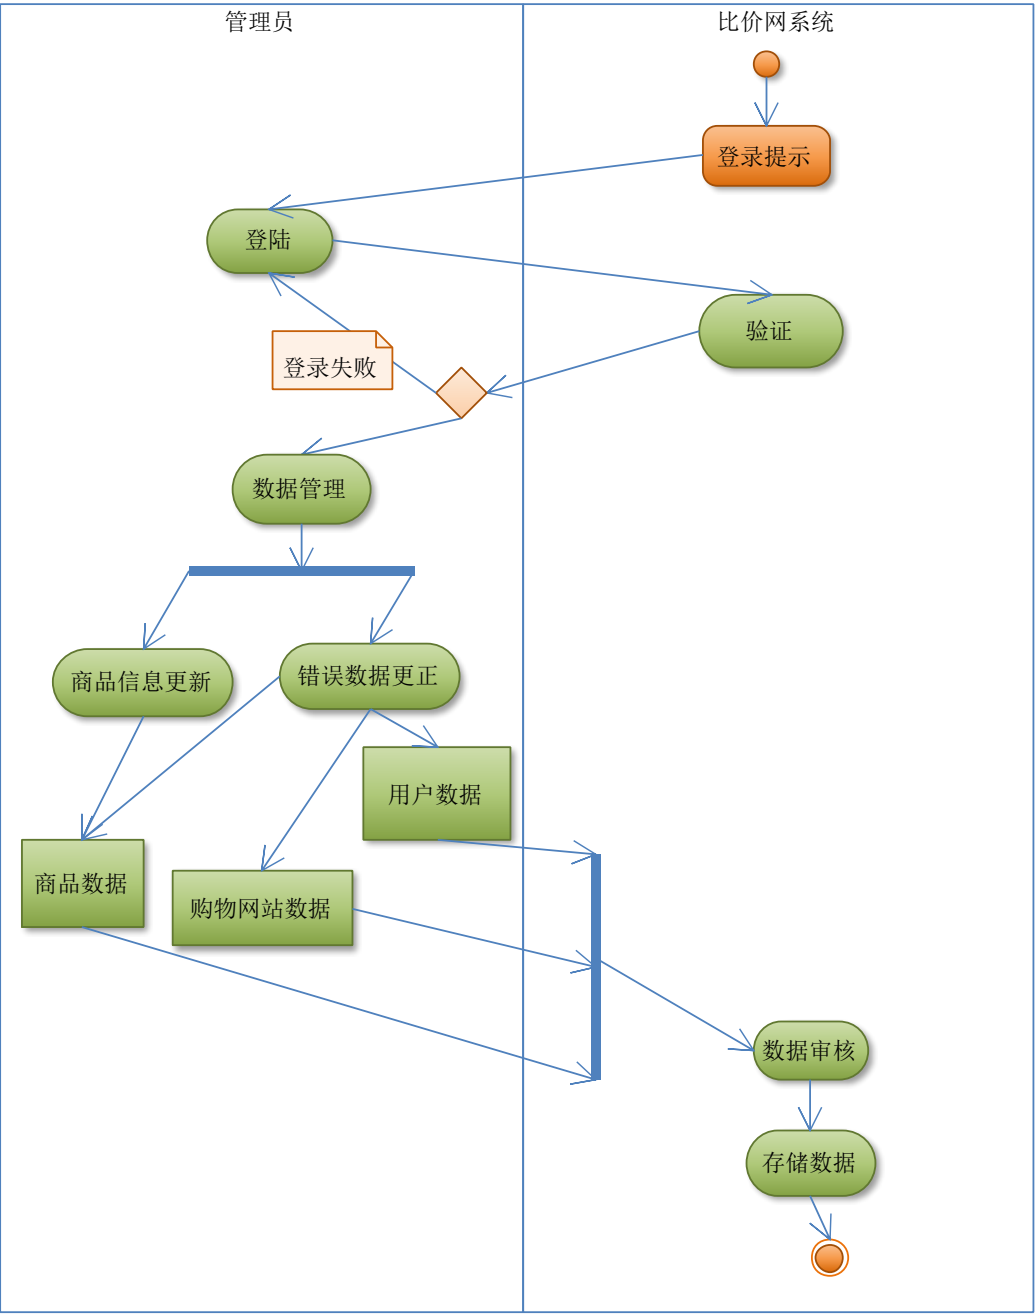 管理员
比价网系统
登录提示
登陆
验证
登录失败
数据管理
商品信息更新
错误数据更正
用户数据
商品数据
购物网站数据
数据审核
存储数据